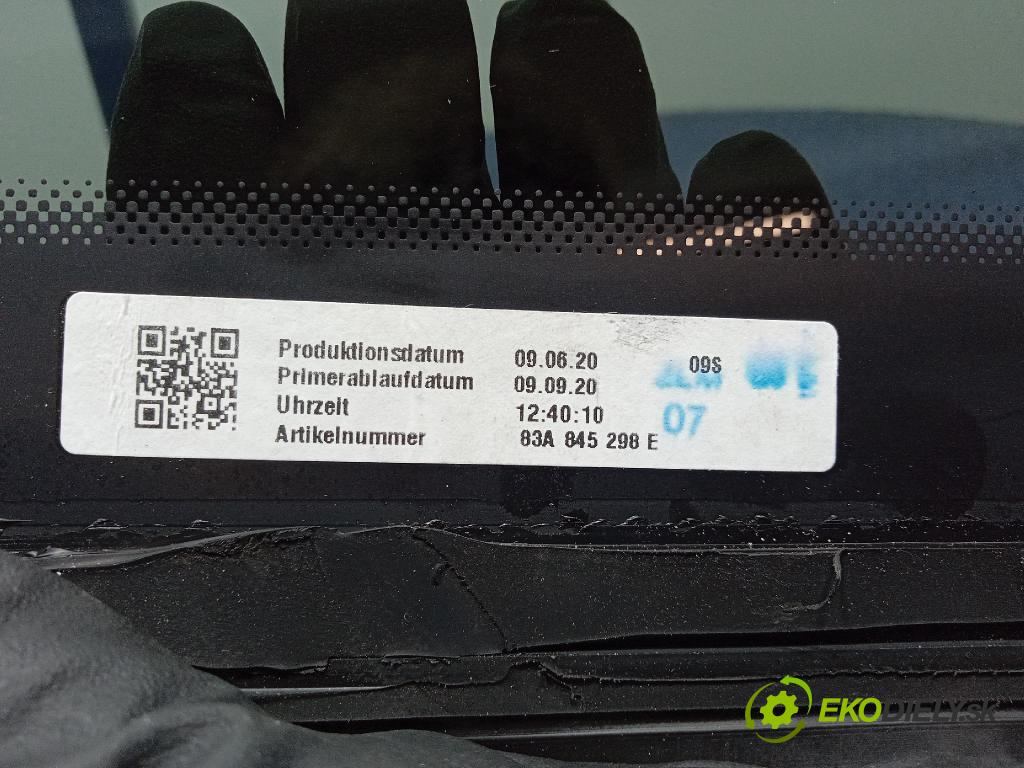 Produktionsdatum 09.06.20 09S
Primerablaufdatum 09.09.20
Uhrzeit 12:40:10 07
Artikelnummer 83A 845 298 E
EKODIELY.SK